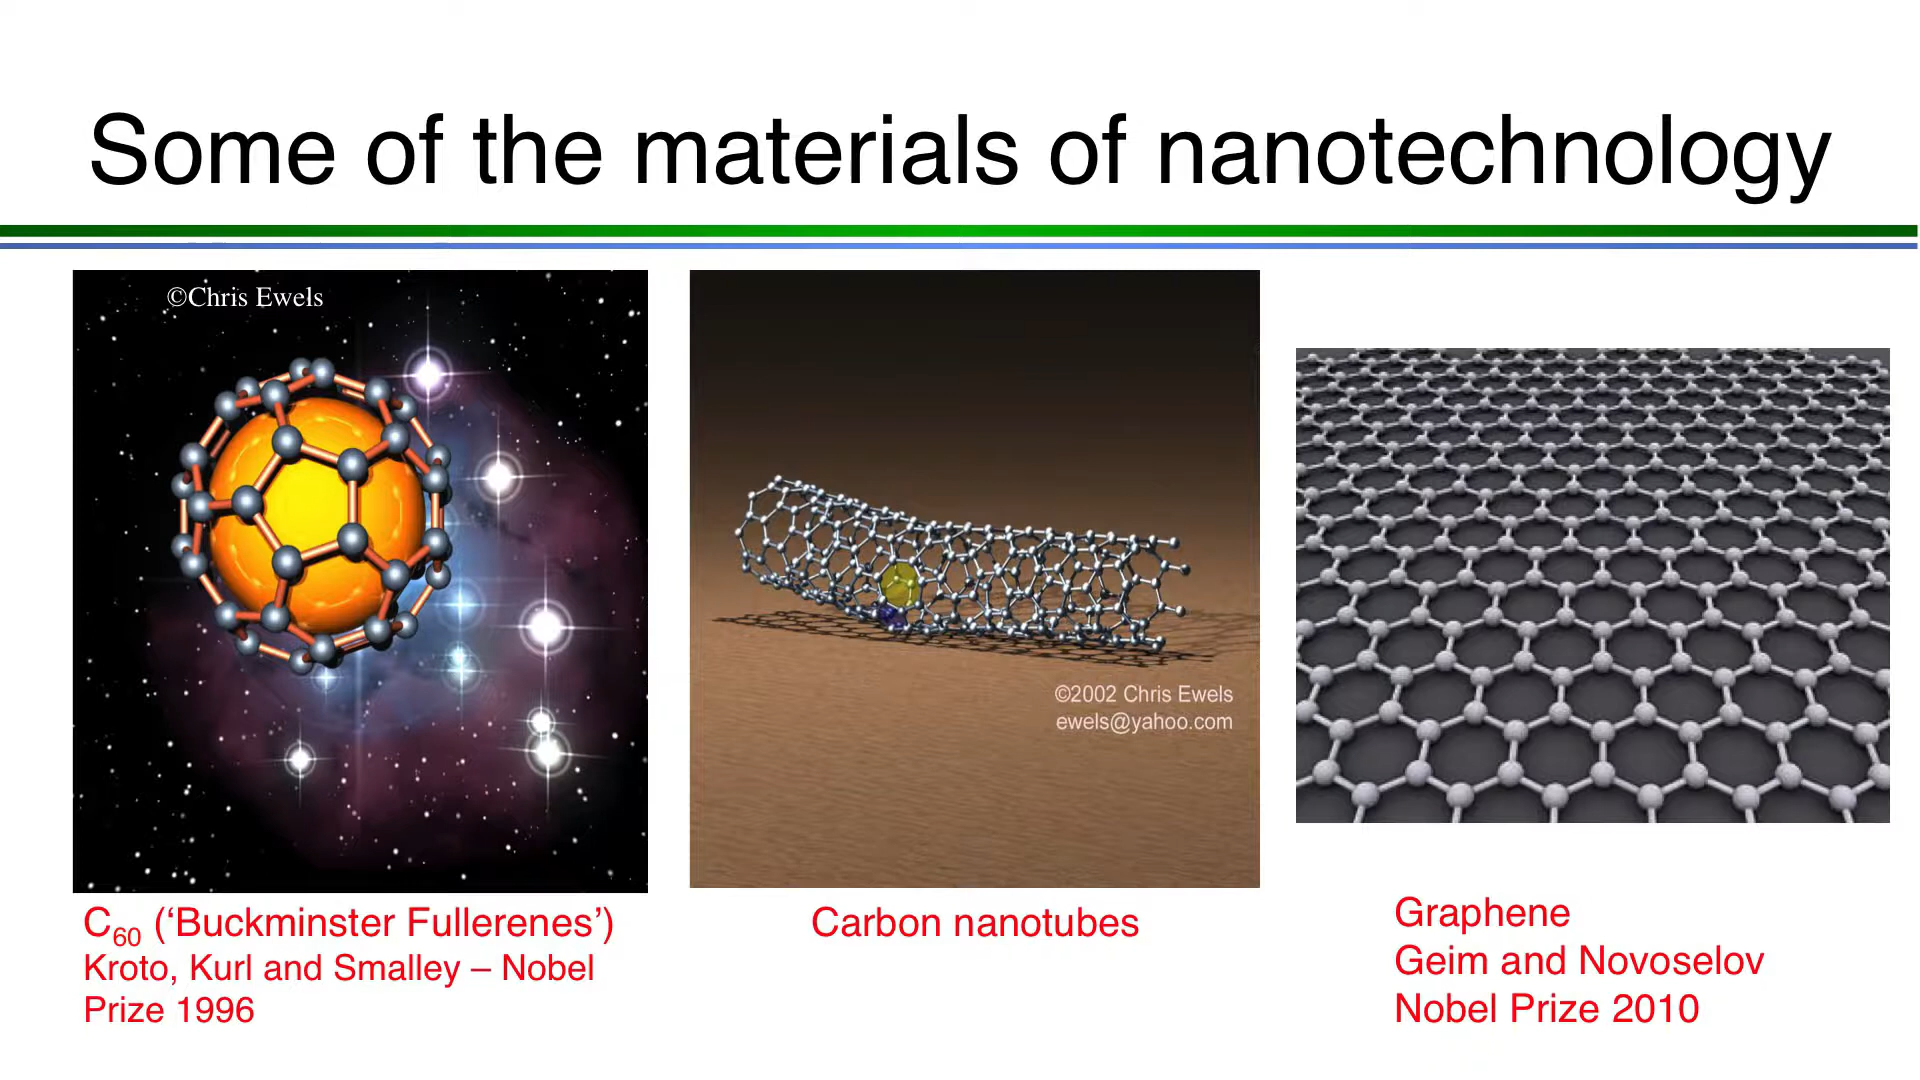 Some of the materials of nanotechnology
©Chris Ewels
©2002 Chris Ewels
ewels@yahoo.com
C60 (‘Buckminster Fullerenes’)
Kroto, Kurl and Smalley – Nobel
Prize 1996
Carbon nanotubes
Graphene
Geim and Novoselov
Nobel Prize 2010